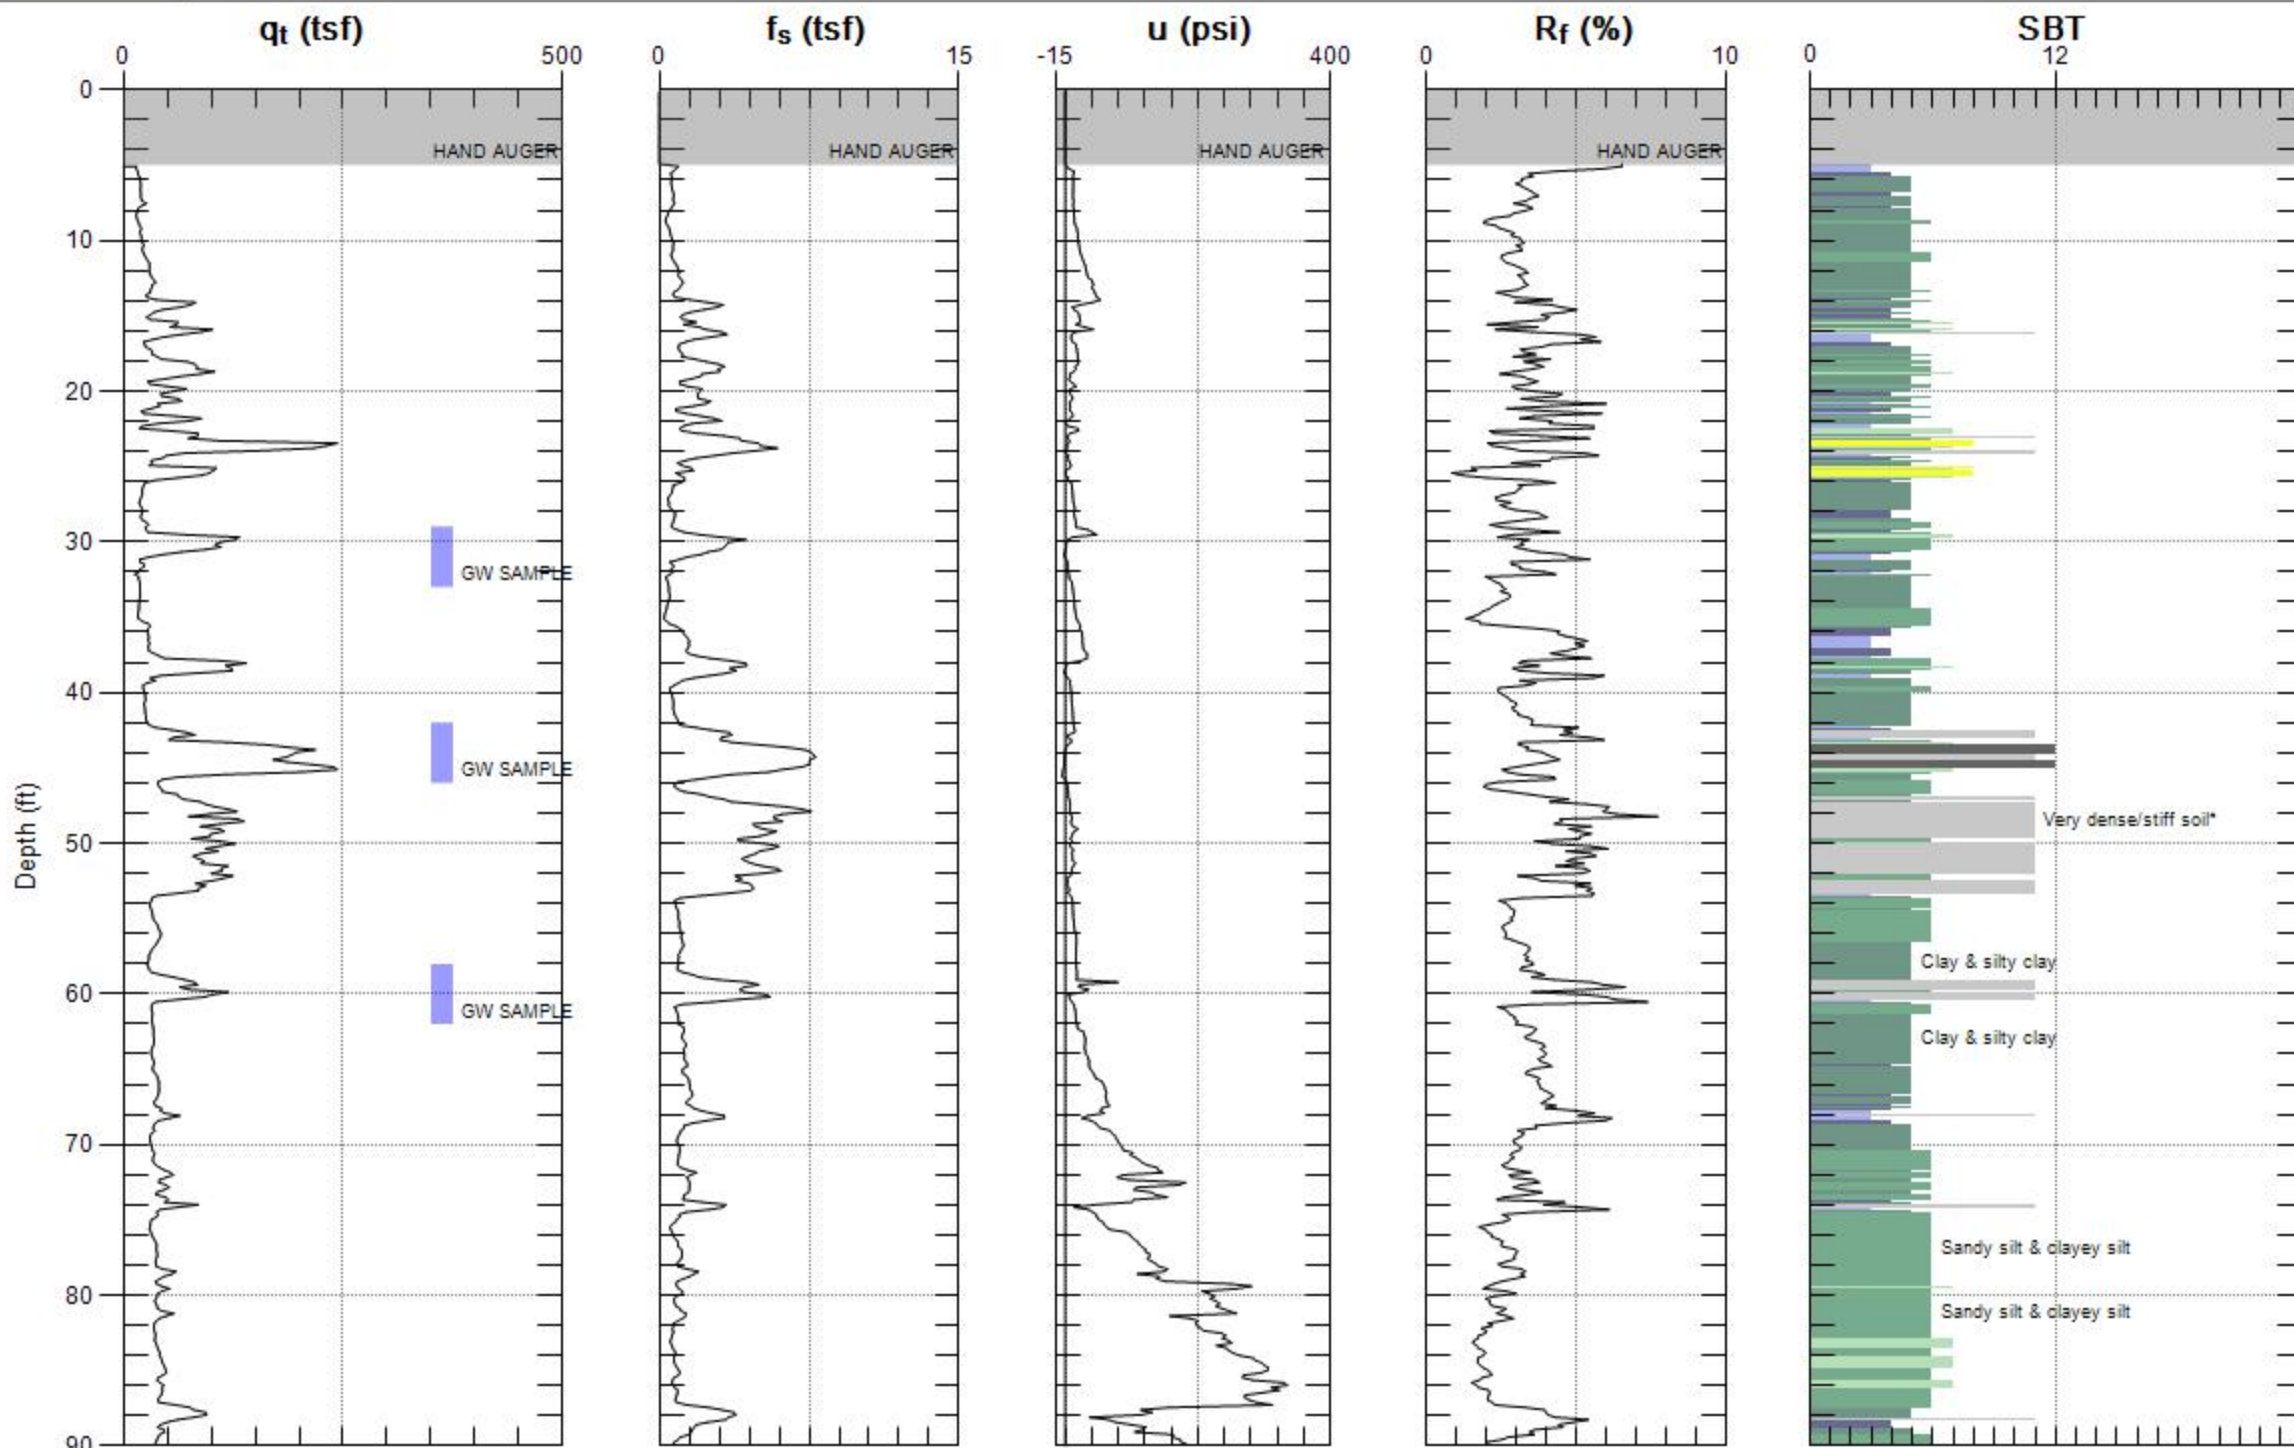 qt (tsf) fs (tsf) u (psi) Rf (%) SBT
0 500 0 15 -15 400 0 10 0 12
0
HAND AUGER HAND AUGER HAND AUGER HAND AUGER
10
20
30
GW SAMPLE
40
GW SAMPLE
Depth (ft)
Very dense/stiff soil*
50
Clay & silty clay
60
GW SAMPLE
Clay & silty clay
70
Sandy silt & clayey silt
80
Sandy silt & clayey silt
90